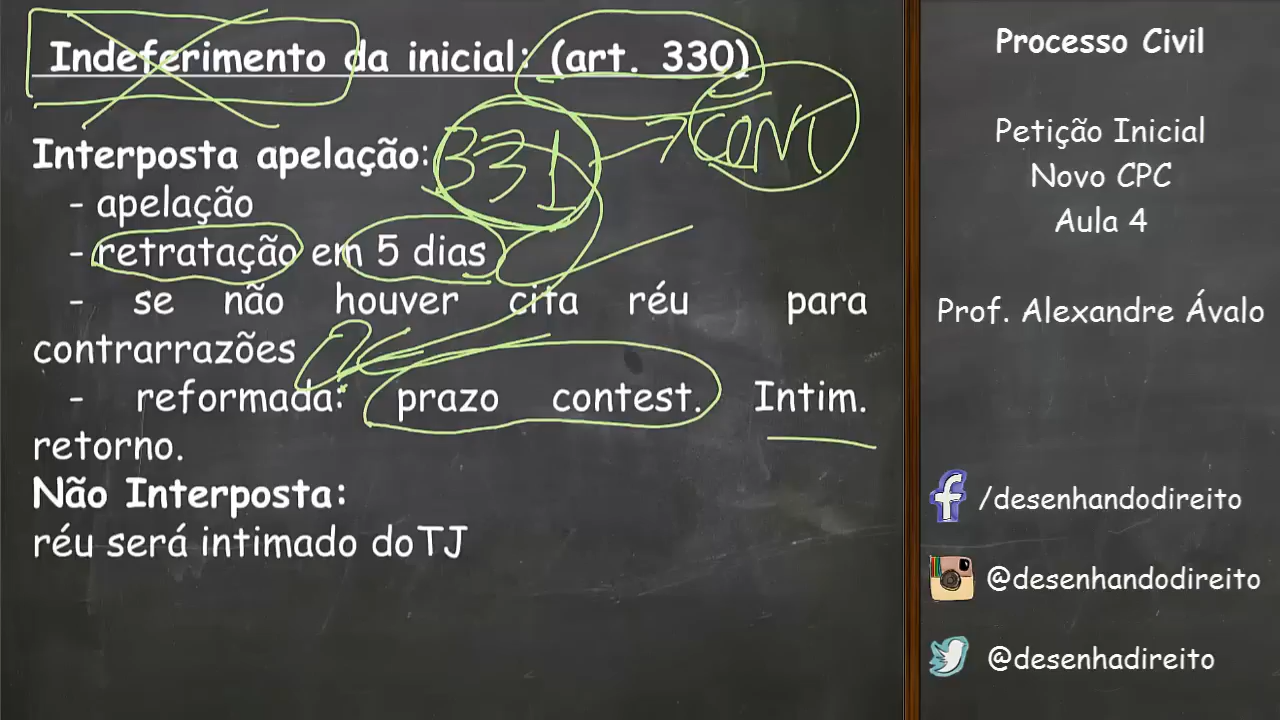 Indeferimento da inicial: (art. 330)
331
CONT
Interposta apelação:
- apelação
- retratação em 5 dias
- se não houver cita réu para
contrarrazões
- reformada: prazo contest. Intim.
retorno.
Não Interposta:
réu será intimado doTJ
Processo Civil
Petição Inicial
Novo CPC
Aula 4
Prof. Alexandre Ávalo
/desenhandodireito
@desenhandodireito
@desenhadireito